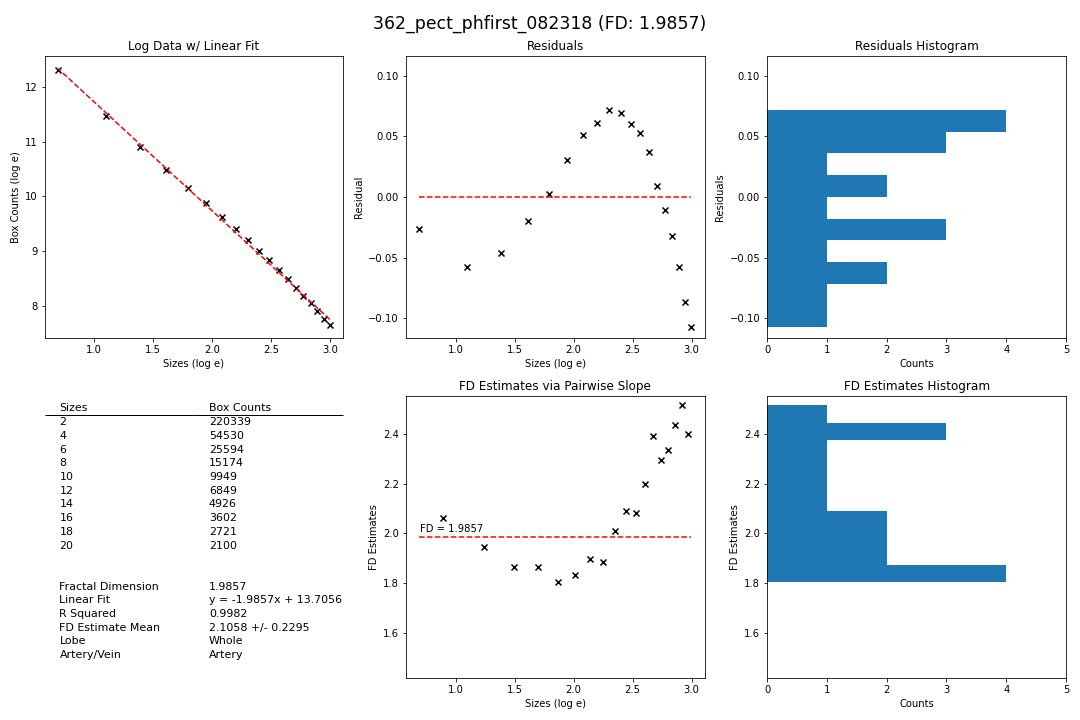 362_pect_phfirst_082318 (FD: 1.9857)
Log Data w/ Linear Fit
Box Counts (log e)
12
11
10
9
8
1.0 1.5 2.0 2.5 3.0
Sizes (log e)
Residuals
Residual
0.10
0.05
0.00
−0.05
−0.10
1.0 1.5 2.0 2.5 3.0
Sizes (log e)
Residuals Histogram
Residuals
0.10
0.05
0.00
−0.05
−0.10
0 1 2 3 4 5
Counts
Sizes Box Counts
2 220339
4 54530
6 25594
8 15174
10 9949
12 6849
14 4926
16 3602
18 2721
20 2100
Fractal Dimension 1.9857
Linear Fit y = -1.9857x + 13.7056
R Squared 0.9982
FD Estimate Mean 2.1058 +/- 0.2295
Lobe Whole
Artery/Vein Artery
FD Estimates via Pairwise Slope
FD Estimates
2.4
2.2
2.0
1.8
1.6
FD = 1.9857
1.0 1.5 2.0 2.5 3.0
Sizes (log e)
FD Estimates Histogram
FD Estimates
2.4
2.2
2.0
1.8
1.6
0 1 2 3 4 5
Counts